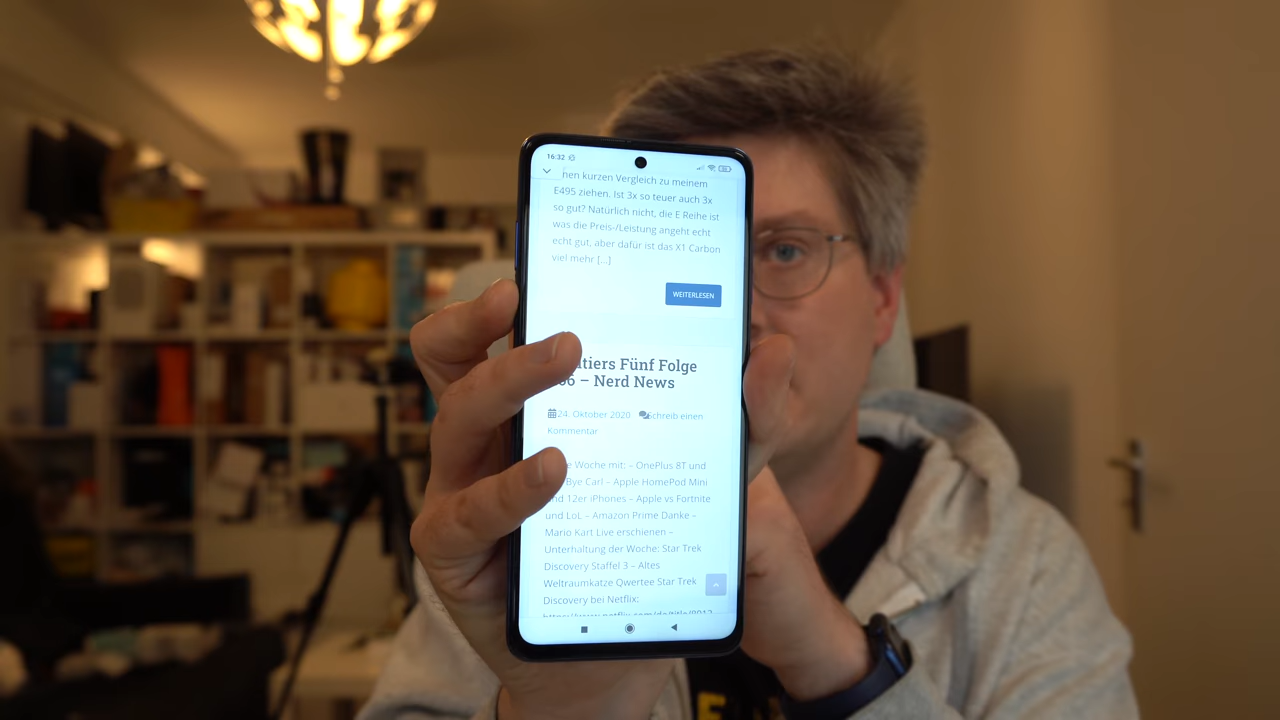 16:32
hen kurzen Vergleich zu meinem
E495 ziehen. Ist 3x so teuer auch 3x
so gut? Natürlich nicht, die E Reihe ist
was die Preis-/Leistung angeht echt
echt gut, aber dafür ist das X1 Carbon
viel mehr [...]
WEITERLESEN
tiers Fünf Folge
6 – Nerd News
24. Oktober 2020 Schreib einen
Kommentar
e Woche mit: – OnePlus 8T und
Bye Carl – Apple HomePod Mini
nd 12er iPhones – Apple vs Fortnite
und LoL – Amazon Prime Danke –
Mario Kart Live erschienen –
Unterhaltung der Woche: Star Trek
Discovery Staffel 3 – Altes
Weltraumkatze Qwertee Star Trek
Discovery bei Netflix: